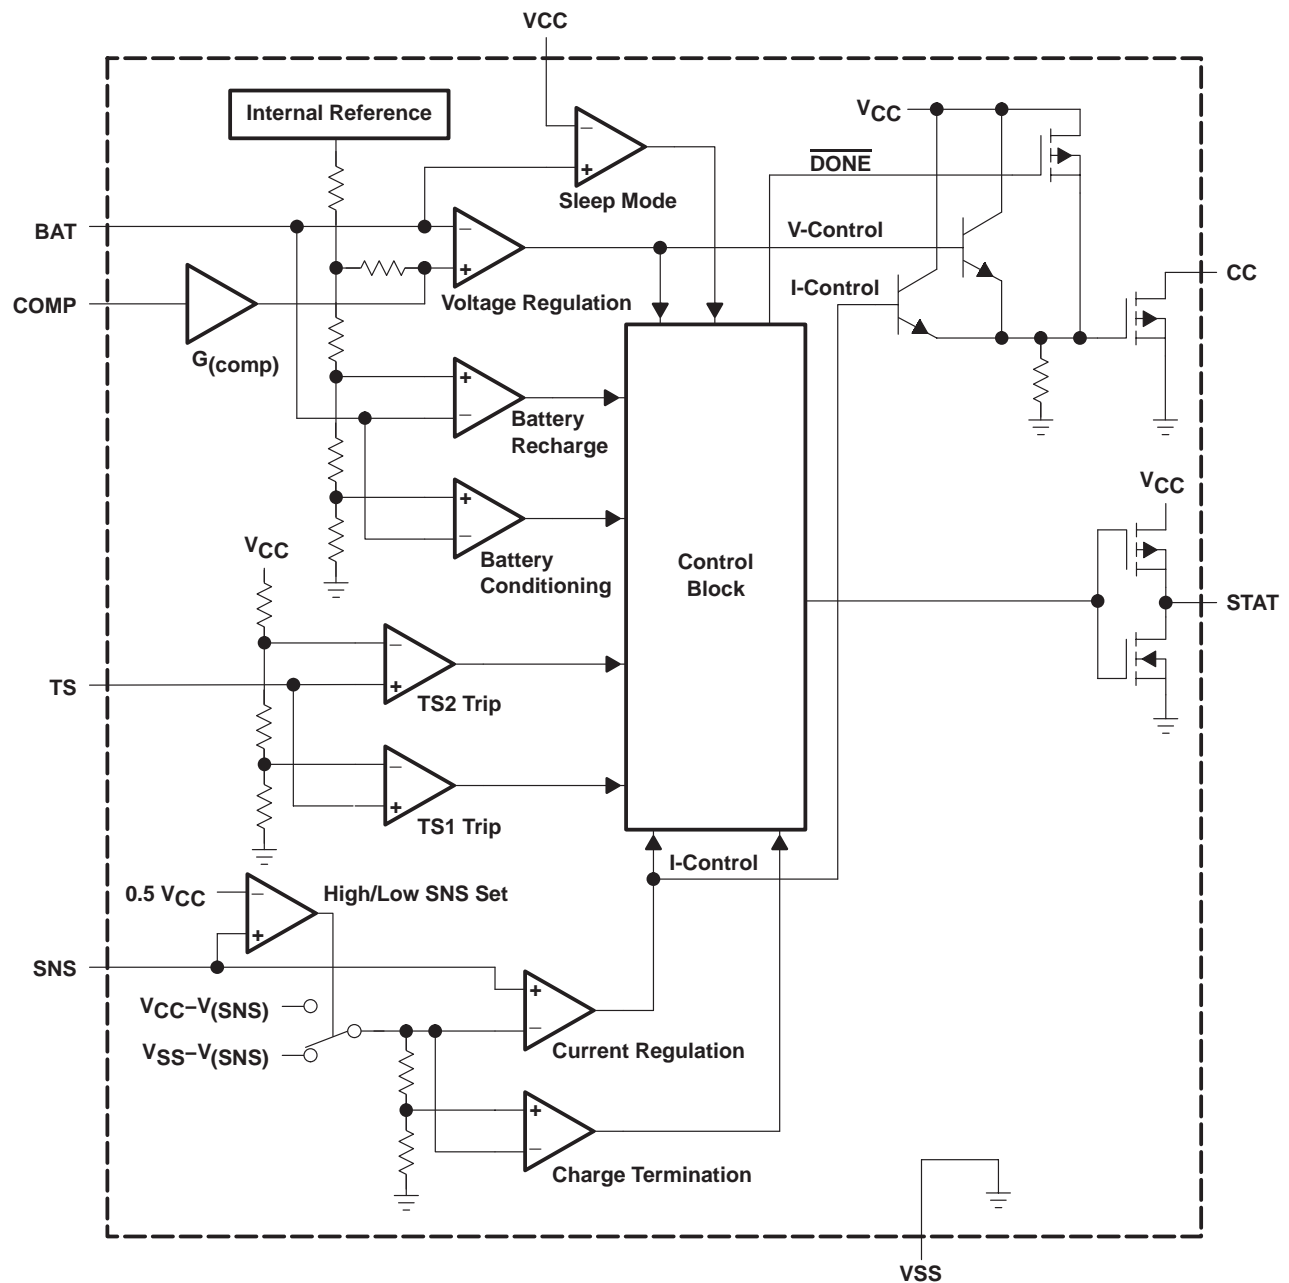 VCC
Internal Reference
VCC
DONE
Sleep Mode
BAT
V-Control
COMP
I-Control
CC
Voltage Regulation
G(comp)
Battery
Recharge
VCC
VCC
Battery
Conditioning
Control
Block
STAT
TS
TS2 Trip
TS1 Trip
I-Control
0.5 VCC
High/Low SNS Set
SNS
VCC–V(SNS)
VSS–V(SNS)
Current Regulation
Charge Termination
VSS